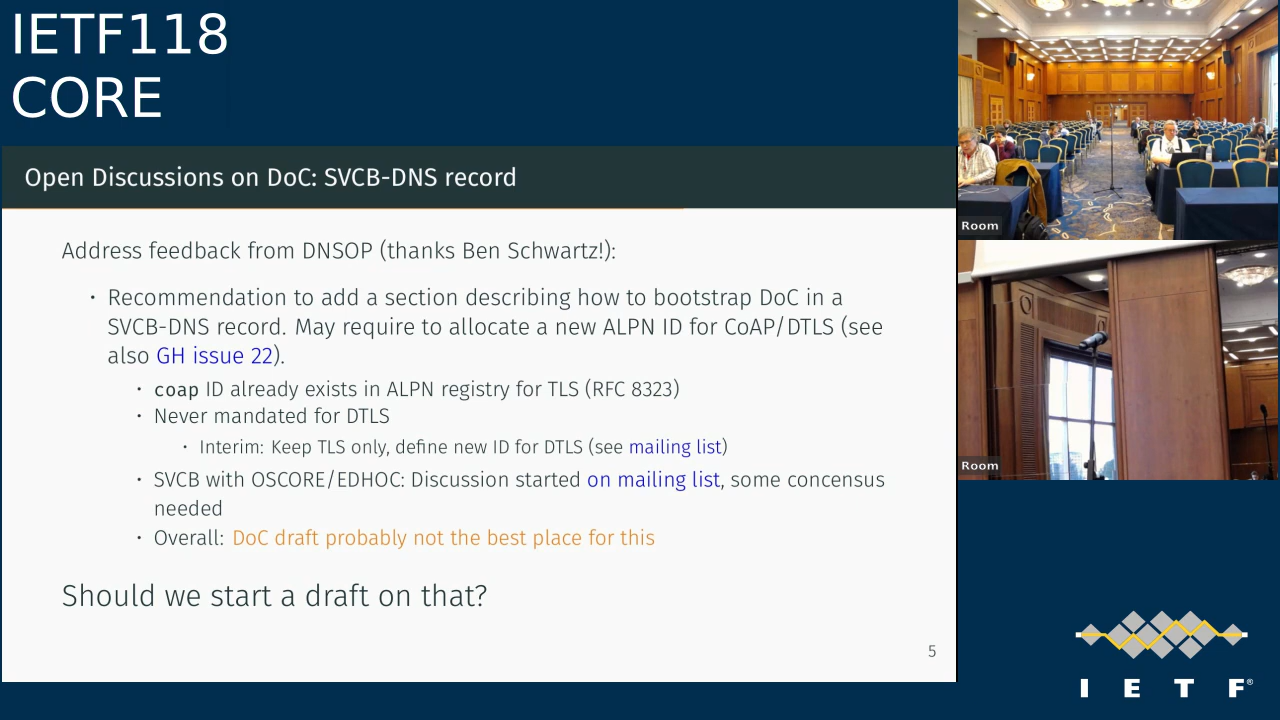 IETF118
CORE
Open Discussions on DoC: SVCB-DNS record
Address feedback from DNSOP (thanks Ben Schwartz!):
• Recommendation to add a section describing how to bootstrap DoC in a
SVCB-DNS record. May require to allocate a new ALPN ID for CoAP/DTLS (see
also GH issue 22).
• coap ID already exists in ALPN registry for TLS (RFC 8323)
• Never mandated for DTLS
• Interim: Keep TLS only, define new ID for DTLS (see mailing list)
• SVCB with OSCORE/EDHOC: Discussion started on mailing list, some concensus
needed
• Overall: DoC draft probably not the best place for this
Should we start a draft on that?
5
Room
Room
I E T F®